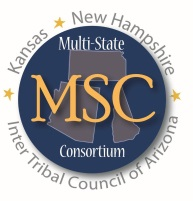 Kansas ★ New Hampshire ★ Inter Tribal Council of Arizona ★
Multi-State
MSC
Consortium